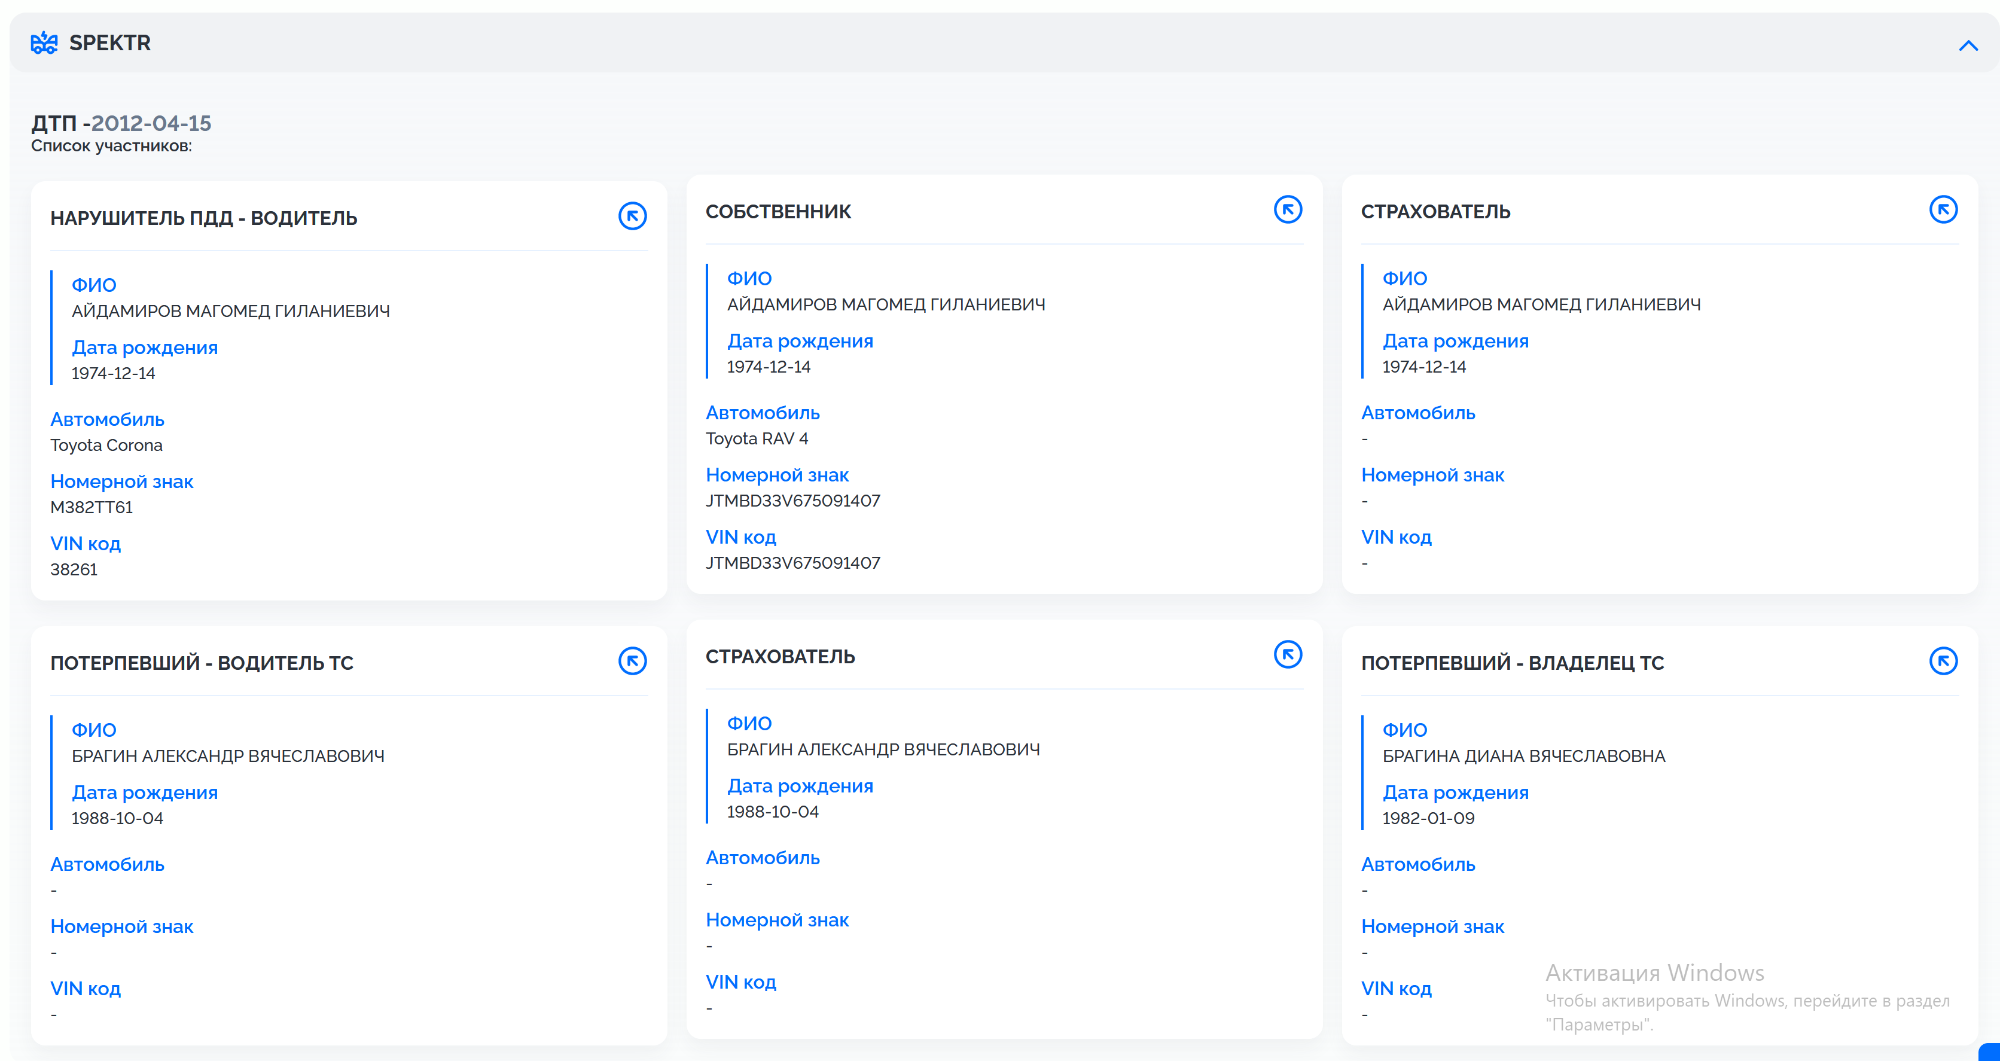 SPEKTR
ДТП -2012-04-15
Список участников:
НАРУШИТЕЛЬ ПДД - ВОДИТЕЛЬ
ФИО
АЙДАМИРОВ МАГОМЕД ГИЛАНИЕВИЧ
Дата рождения
1974-12-14
Автомобиль
Toyota Corona
Номерной знак
М382ТТ61
VIN код
38261
СОБСТВЕННИК
ФИО
АЙДАМИРОВ МАГОМЕД ГИЛАНИЕВИЧ
Дата рождения
1974-12-14
Автомобиль
Toyota RAV 4
Номерной знак
JTMBD33V675091407
VIN код
JTMBD33V675091407
СТРАХОВАТЕЛЬ
ФИО
АЙДАМИРОВ МАГОМЕД ГИЛАНИЕВИЧ
Дата рождения
1974-12-14
Автомобиль
-
Номерной знак
-
VIN код
-
ПОТЕРПЕВШИЙ - ВОДИТЕЛЬ ТС
ФИО
БРАГИН АЛЕКСАНДР ВЯЧЕСЛАВОВИЧ
Дата рождения
1988-10-04
Автомобиль
-
Номерной знак
-
VIN код
-
СТРАХОВАТЕЛЬ
ФИО
БРАГИН АЛЕКСАНДР ВЯЧЕСЛАВОВИЧ
Дата рождения
1988-10-04
Автомобиль
-
Номерной знак
-
VIN код
-
ПОТЕРПЕВШИЙ - ВЛАДЕЛЕЦ ТС
ФИО
БРАГИНА ДИАНА ВЯЧЕСЛАВОВНА
Дата рождения
1982-01-09
Автомобиль
-
Номерной знак
-
VIN код
-
Активация Windows
Чтобы активировать Windows, перейдите в раздел
"Параметры".